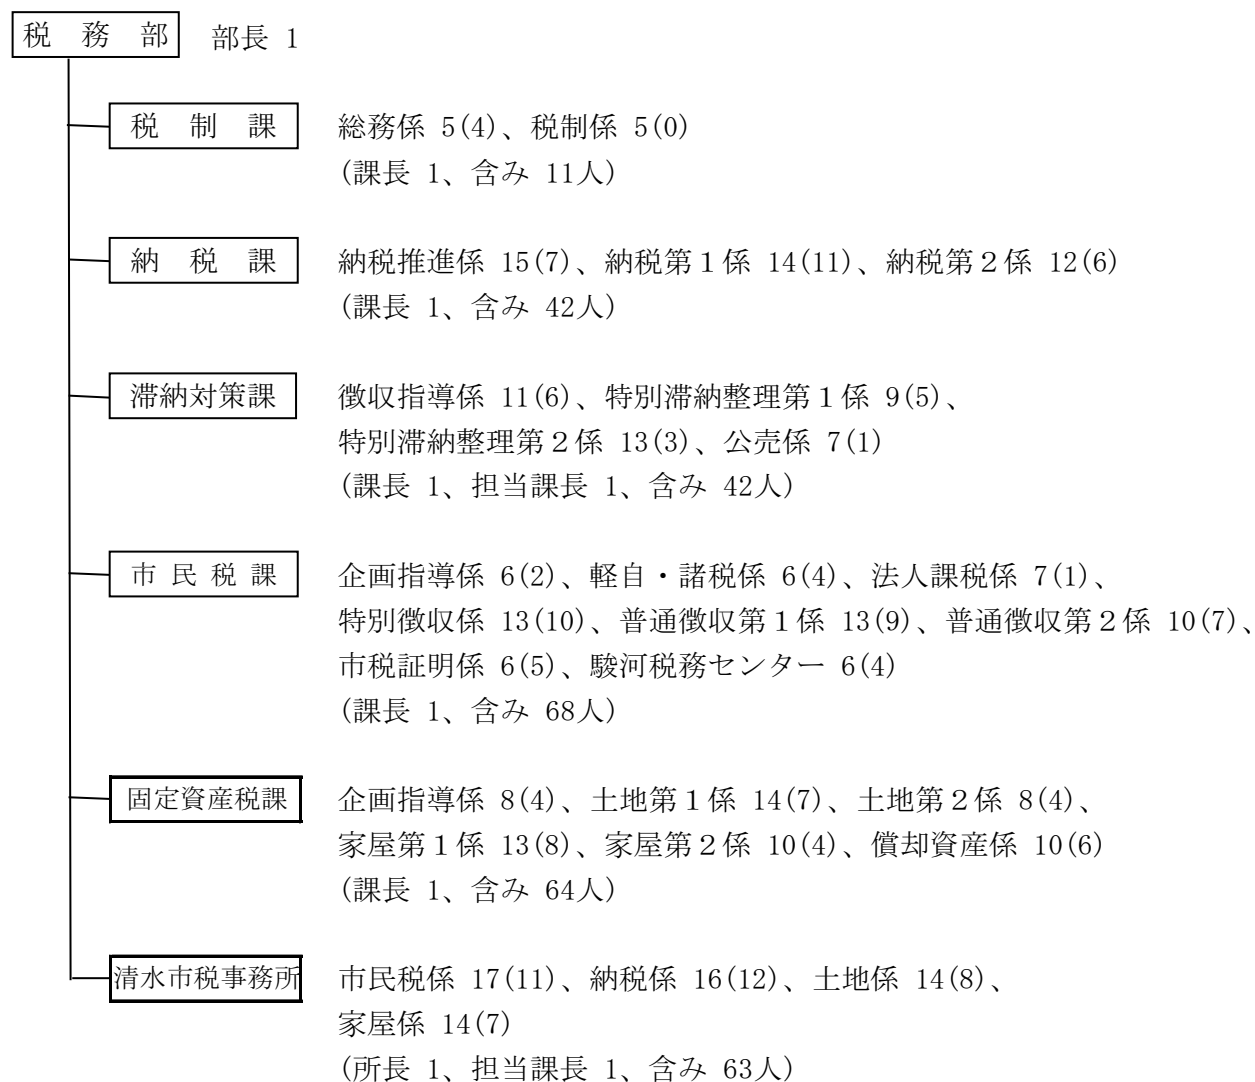 税 務 部 部長 1
税 制 課 総務係 5(4)、税制係 5(0)
(課長 1、含み 11人)
納 税 課 納税推進係 15(7)、納税第1係 14(11)、納税第2係 12(6)
(課長 1、含み 42人)
滞納対策課 徴収指導係 11(6)、特別滞納整理第1係 9(5)、
特別滞納整理第2係 13(3)、公売係 7(1)
(課長 1、担当課長 1、含み 42人)
市 民 税 課 企画指導係 6(2)、軽自・諸税係 6(4)、法人課税係 7(1)、
特別徴収係 13(10)、普通徴収第1係 13(9)、普通徴収第2係 10(7)、
市税証明係 6(5)、駿河税務センター 6(4)
(課長 1、含み 68人)
固定資産税課 企画指導係 8(4)、土地第1係 14(7)、土地第2係 8(4)、
家屋第1係 13(8)、家屋第2係 10(4)、償却資産係 10(6)
(課長 1、含み 64人)
清水市税事務所 市民税係 17(11)、納税係 16(12)、土地係 14(8)、
家屋係 14(7)
(所長 1、担当課長 1、含み 63人)